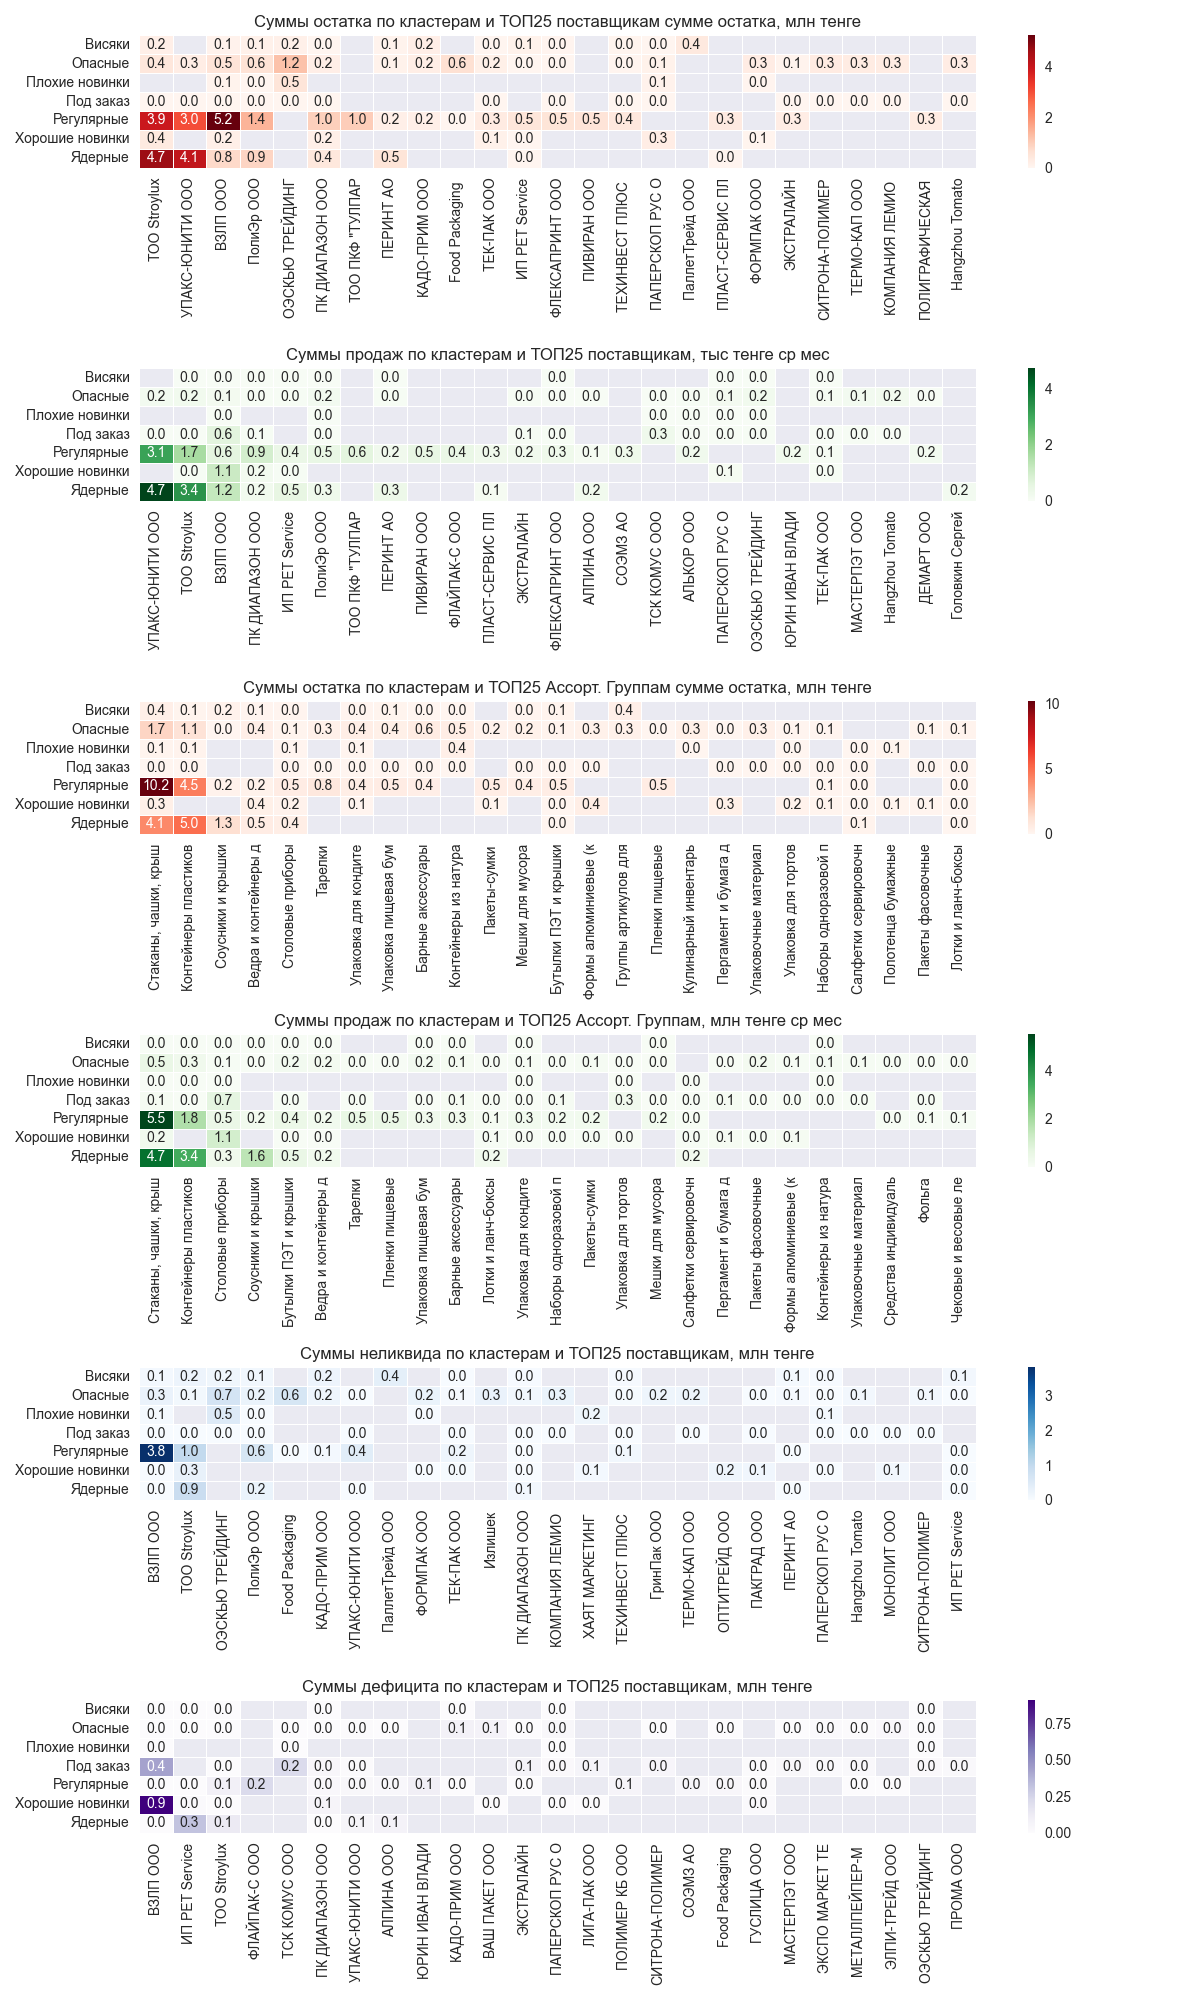 Суммы остатка по кластерам и ТОП25 поставщикам сумме остатка, млн тенге
Висяки 0.2 0.1 0.1 0.2 0.0 0.1 0.2 0.0 0.1 0.0 0.0 0.0 0.4
Опасные 0.4 0.3 0.5 0.6 1.2 0.2 0.1 0.2 0.6 0.2 0.0 0.0 0.0 0.1 0.3 0.1 0.3 0.3 0.3 0.3
Плохие новинки 0.1 0.0 0.5 0.1 0.0
Под заказ 0.0 0.0 0.0 0.0 0.0 0.0 0.0 0.0 0.0 0.0 0.0 0.0 0.0 0.0 0.0
Регулярные 3.9 3.0 5.2 1.4 1.0 1.0 0.2 0.2 0.0 0.3 0.5 0.5 0.5 0.4 0.3 0.3 0.3
Хорошие новинки 0.4 0.2 0.2 0.1 0.0 0.3 0.1
Ядерные 4.7 4.1 0.8 0.9 0.4 0.5 0.0 0.0
4
2
0
ТОО Stroylux
УПАКС-ЮНИТИ ООО
ВЗЛП ООО
ПолиЭр ООО
ОЭСКЬЮ ТРЕЙДИНГ
ПК ДИАПАЗОН ООО
ТОО ПКФ "ТУЛПАР
ПЕРИНТ АО
КАДО-ПРИМ ООО
Food Packaging
ТЕК-ПАК ООО
ИП PET Service
ФЛЕКСАПРИНТ ООО
ПИВИРАН ООО
ТЕХИНВЕСТ ПЛЮС
ПАПЕРСКОП РУС О
ПаллетТрейд ООО
ПЛАСТ-СЕРВИС ПЛ
ФОРМПАК ООО
ЭКСТРАЛАЙН
СИТРОНА-ПОЛИМЕР
ТЕРМО-КАП ООО
КОМПАНИЯ ЛЕМИО
ПОЛИГРАФИЧЕСКАЯ
Hangzhou Tomato
Суммы продаж по кластерам и ТОП25 поставщикам, тыс тенге ср мес
Висяки 0.0 0.0 0.0 0.0 0.0 0.0 0.0 0.0 0.0 0.0
Опасные 0.2 0.2 0.1 0.0 0.0 0.2 0.0 0.0 0.0 0.0 0.0 0.0 0.1 0.2 0.1 0.1 0.2 0.0
Плохие новинки 0.0 0.0 0.0 0.0 0.0 0.0
Под заказ 0.0 0.0 0.6 0.1 0.0 0.1 0.0 0.3 0.0 0.0 0.0 0.0 0.0 0.0
Регулярные 3.1 1.7 0.6 0.9 0.4 0.5 0.6 0.2 0.5 0.4 0.3 0.2 0.3 0.1 0.3 0.2 0.2 0.1 0.2
Хорошие новинки 0.0 1.1 0.2 0.0 0.1 0.0
Ядерные 4.7 3.4 1.2 0.2 0.5 0.3 0.3 0.1 0.2 0.2
4
2
0
УПАКС-ЮНИТИ ООО
ТОО Stroylux
ВЗЛП ООО
ПК ДИАПАЗОН ООО
ИП PET Service
ПолиЭр ООО
ТОО ПКФ "ТУЛПАР
ПЕРИНТ АО
ПИВИРАН ООО
ФЛАЙПАК-С ООО
ПЛАСТ-СЕРВИС ПЛ
ЭКСТРАЛАЙН
ФЛЕКСАПРИНТ ООО
АЛПИНА ООО
СОЭМЗ АО
ТСК КОМУС ООО
АЛЬКОР ООО
ПАПЕРСКОП РУС О
ОЭСКЬЮ ТРЕЙДИНГ
ЮРИН ИВАН ВЛАДИ
ТЕК-ПАК ООО
МАСТЕРПЭТ ООО
Hangzhou Tomato
ДЕМАРТ ООО
Головкин Сергей
Суммы остатка по кластерам и ТОП25 Ассорт. Группам сумме остатка, млн тенге
Висяки 0.4 0.1 0.2 0.1 0.0 0.0 0.1 0.0 0.0 0.0 0.1 0.4
Опасные 1.7 1.1 0.0 0.4 0.1 0.3 0.4 0.4 0.6 0.5 0.2 0.2 0.1 0.3 0.3 0.0 0.3 0.0 0.3 0.1 0.1 0.1 0.1
Плохие новинки 0.1 0.1 0.1 0.1 0.4 0.0 0.0 0.0 0.1
Под заказ 0.0 0.0 0.0 0.0 0.0 0.0 0.0 0.0 0.0 0.0 0.0 0.0 0.0 0.0 0.0 0.0 0.0 0.0
Регулярные 10.2 4.5 0.2 0.2 0.5 0.8 0.4 0.5 0.4 0.5 0.4 0.5 0.5 0.1 0.0 0.0
Хорошие новинки 0.3 0.4 0.2 0.1 0.1 0.0 0.4 0.3 0.2 0.1 0.0 0.1 0.1 0.0
Ядерные 4.1 5.0 1.3 0.5 0.4 0.0 0.1 0.0
10
5
0
Стаканы, чашки, крыш
Контейнеры пластиков
Соусники и крышки
Ведра и контейнеры д
Столовые приборы
Тарелки
Упаковка для кондите
Упаковка пищевая бум
Барные аксессуары
Контейнеры из натура
Пакеты-сумки
Мешки для мусора
Бутылки ПЭТ и крышки
Формы алюминиевые (к
Группы артикулов для
Пленки пищевые
Кулинарный инвентарь
Пергамент и бумага д
Упаковочные материал
Упаковка для тортов
Наборы одноразовой п
Салфетки сервировочн
Полотенца бумажные
Пакеты фасовочные
Лотки и ланч-боксы
Суммы продаж по кластерам и ТОП25 Ассорт. Группам, млн тенге ср мес
Висяки 0.0 0.0 0.0 0.0 0.0 0.0 0.0 0.0 0.0 0.0 0.0
Опасные 0.5 0.3 0.1 0.0 0.2 0.2 0.0 0.0 0.2 0.1 0.0 0.1 0.0 0.1 0.0 0.0 0.0 0.2 0.1 0.1 0.1 0.0 0.0 0.0
Плохие новинки 0.0 0.0 0.0 0.0 0.0 0.0 0.0
Под заказ 0.1 0.0 0.7 0.0 0.0 0.0 0.1 0.0 0.0 0.1 0.3 0.0 0.0 0.1 0.0 0.0 0.0 0.0 0.0
Регулярные 5.5 1.8 0.5 0.2 0.4 0.2 0.5 0.5 0.3 0.3 0.1 0.3 0.2 0.2 0.2 0.0 0.0 0.1 0.1
Хорошие новинки 0.2 1.1 0.0 0.0 0.1 0.0 0.0 0.0 0.0 0.0 0.1 0.0 0.1
Ядерные 4.7 3.4 0.3 1.6 0.5 0.2 0.2 0.2
4
2
0
Стаканы, чашки, крыш
Контейнеры пластиков
Столовые приборы
Соусники и крышки
Бутылки ПЭТ и крышки
Ведра и контейнеры д
Тарелки
Пленки пищевые
Упаковка пищевая бум
Барные аксессуары
Лотки и ланч-боксы
Упаковка для кондите
Наборы одноразовой п
Пакеты-сумки
Упаковка для тортов
Мешки для мусора
Салфетки сервировочн
Пергамент и бумага д
Пакеты фасовочные
Формы алюминиевые (к
Контейнеры из натура
Упаковочные материал
Средства индивидуаль
Фольга
Чековые и весовые ле
Суммы неликвида по кластерам и ТОП25 поставщикам, млн тенге
Висяки 0.1 0.2 0.2 0.1 0.2 0.4 0.0 0.0 0.0 0.1 0.0 0.1
Опасные 0.3 0.1 0.7 0.2 0.6 0.2 0.0 0.2 0.1 0.3 0.1 0.3 0.0 0.2 0.2 0.0 0.1 0.0 0.1 0.1 0.0
Плохие новинки 0.1 0.5 0.0 0.0 0.2 0.1
Под заказ 0.0 0.0 0.0 0.0 0.0 0.0 0.0 0.0 0.0 0.0 0.0 0.0 0.0 0.0 0.0
Регулярные 3.8 1.0 0.6 0.0 0.1 0.4 0.2 0.0 0.1 0.0 0.0
Хорошие новинки 0.0 0.3 0.0 0.0 0.0 0.1 0.2 0.1 0.0 0.1 0.0
Ядерные 0.0 0.9 0.2 0.0 0.1 0.0 0.0
3
2
1
0
ВЗЛП ООО
ТОО Stroylux
ОЭСКЬЮ ТРЕЙДИНГ
ПолиЭр ООО
Food Packaging
КАДО-ПРИМ ООО
УПАКС-ЮНИТИ ООО
ПаллетТрейд ООО
ФОРМПАК ООО
ТЕК-ПАК ООО
Излишек
ПК ДИАПАЗОН ООО
КОМПАНИЯ ЛЕМИО
ХАЯТ МАРКЕТИНГ
ТЕХИНВЕСТ ПЛЮС
ГринПак ООО
ТЕРМО-КАП ООО
ОПТИТРЕЙД ООО
ПАКГРАД ООО
ПЕРИНТ АО
ПАПЕРСКОП РУС О
Hangzhou Tomato
МОНОЛИТ ООО
СИТРОНА-ПОЛИМЕР
ИП PET Service
Суммы дефицита по кластерам и ТОП25 поставщикам, млн тенге
Висяки 0.0 0.0 0.0 0.0 0.0 0.0 0.0
Опасные 0.0 0.0 0.0 0.0 0.0 0.0 0.0 0.1 0.1 0.0 0.0 0.0 0.0 0.0 0.0 0.0 0.0 0.0
Плохие новинки 0.0 0.0 0.0 0.0
Под заказ 0.4 0.0 0.2 0.0 0.0 0.1 0.0 0.1 0.0 0.0 0.0 0.0 0.0 0.0 0.0
Регулярные 0.0 0.0 0.1 0.2 0.0 0.0 0.0 0.1 0.0 0.0 0.1 0.0 0.0 0.0 0.0 0.0
Хорошие новинки 0.9 0.0 0.0 0.1 0.0 0.0 0.0 0.0
Ядерные 0.0 0.3 0.1 0.0 0.1 0.1
0.75
0.50
0.25
0.00
ВЗЛП ООО
ИП PET Service
ТОО Stroylux
ФЛАЙПАК-С ООО
ТСК КОМУС ООО
ПК ДИАПАЗОН ООО
УПАКС-ЮНИТИ ООО
АЛПИНА ООО
ЮРИН ИВАН ВЛАДИ
КАДО-ПРИМ ООО
ВАШ ПАКЕТ ООО
ЭКСТРАЛАЙН
ПАПЕРСКОП РУС О
ЛИГА-ПАК ООО
ПОЛИМЕР КБ ООО
СИТРОНА-ПОЛИМЕР
СОЭМЗ АО
Food Packaging
ГУСЛИЦА ООО
МАСТЕРПЭТ ООО
ЭКСПО МАРКЕТ ТЕ
МЕТАЛЛПЕЙПЕР-М
ЭЛПИ-ТРЕЙД ООО
ОЭСКЬЮ ТРЕЙДИНГ
ПРОМА ООО